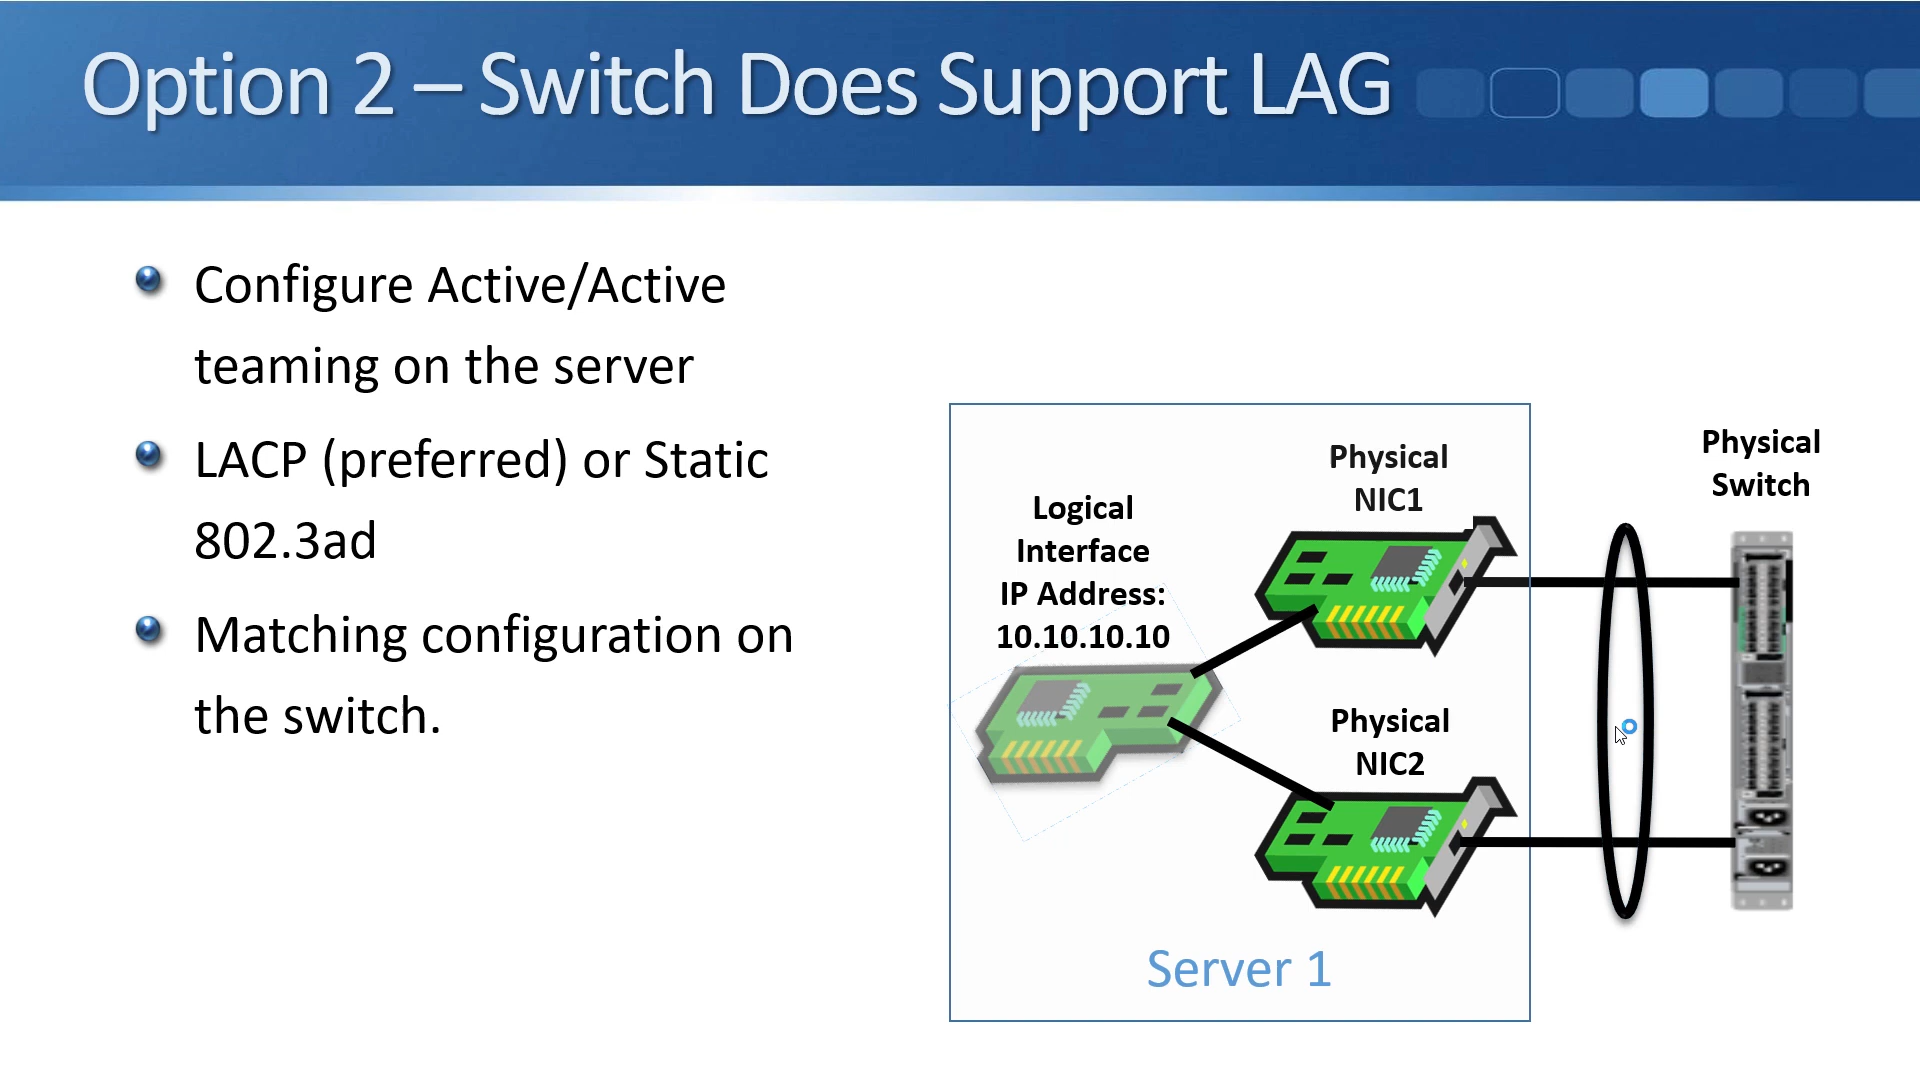 Option 2 – Switch Does Support LAG
Configure Active/Active
teaming on the server
LACP (preferred) or Static
802.3ad
Matching configuration on
the switch.
Logical
Interface
IP Address:
10.10.10.10
Physical
NIC1
Physical
NIC2
Physical
Switch
Server 1